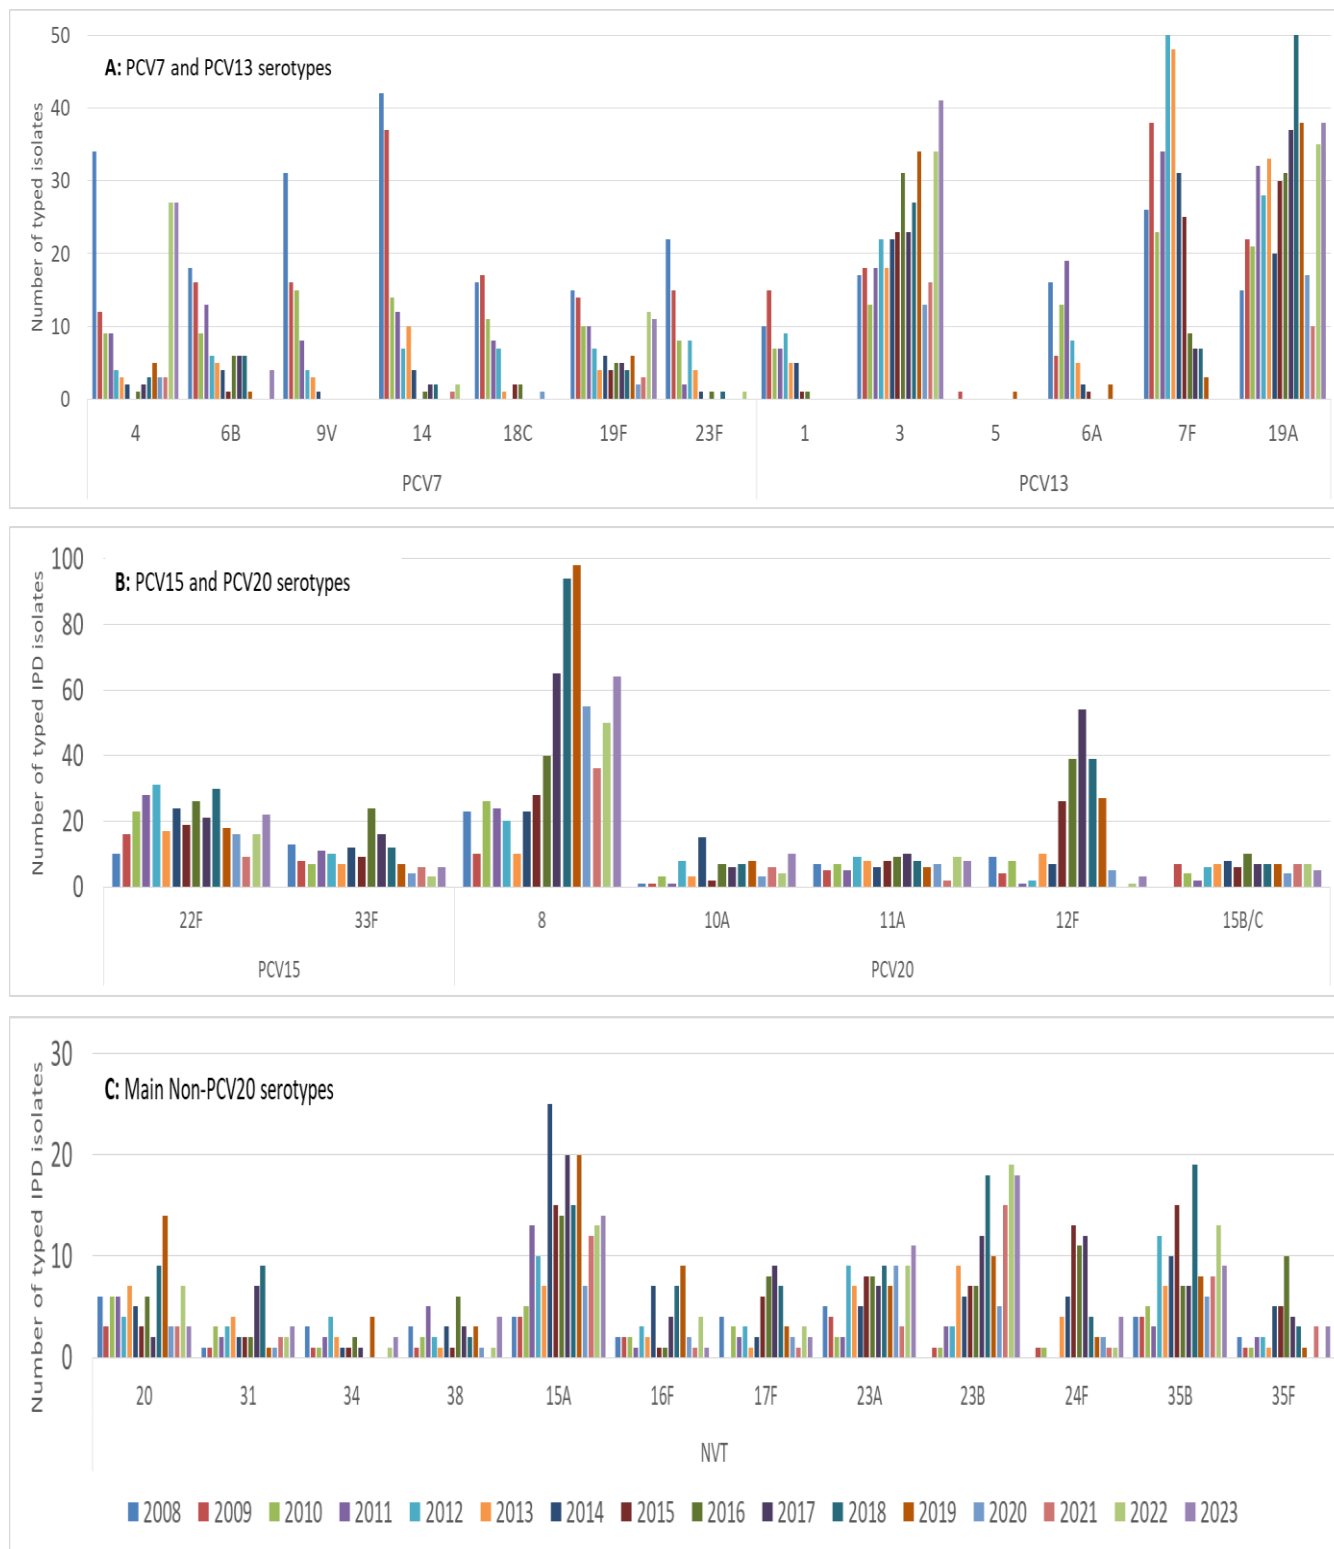 A: PCV7 and PCV13 serotypes
Number of typed isolates
50
40
30
20
10
0
4 6B 9V 14 18C 19F 23F 1 3 5 6A 7F 19A
PCV7 PCV13
B: PCV15 and PCV20 serotypes
Number of typed IPD isolates
100
80
60
40
20
0
22F 33F 8 10A 11A 12F 15B/C
PCV15 PCV20
C: Main Non-PCV20 serotypes
Number of typed IPD isolates
30
20
10
0
20 31 34 38 15A 16F 17F 23A 23B 24F 35B 35F
NVT
2008 2009 2010 2011 2012 2013 2014 2015 2016 2017 2018 2019 2020 2021 2022 2023